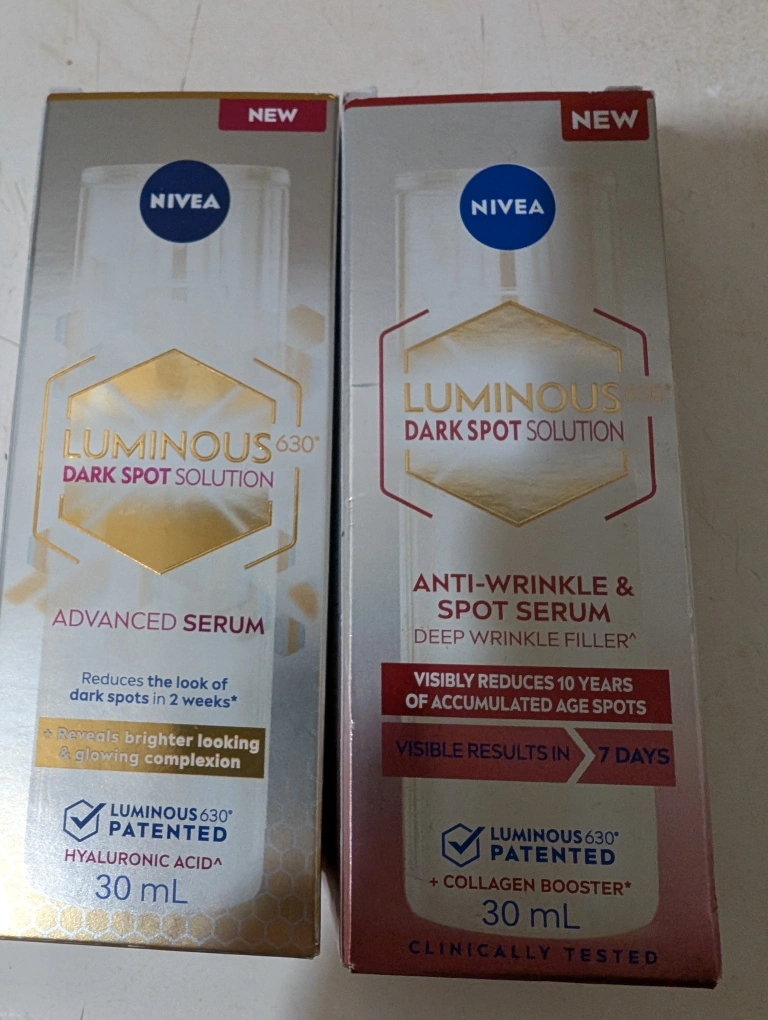 NEW
NIVEA
LUMINOUS 630*
DARK SPOT SOLUTION
ADVANCED SERUM
Reduces the look of
dark spots in 2 weeks*
+ Reveals brighter looking
& glowing complexion
LUMINOUS 630*
PATENTED
HYALURONIC ACID^
30 mL
NEW
NIVEA
LUMINOUS 630*
DARK SPOT SOLUTION
ANTI-WRINKLE &
SPOT SERUM
DEEP WRINKLE FILLER^
VISIBLY REDUCES 10 YEARS
OF ACCUMULATED AGE SPOTS
VISIBLE RESULTS IN 7 DAYS
LUMINOUS 630*
PATENTED
+ COLLAGEN BOOSTER*
30 mL
CLINICALLY TESTED